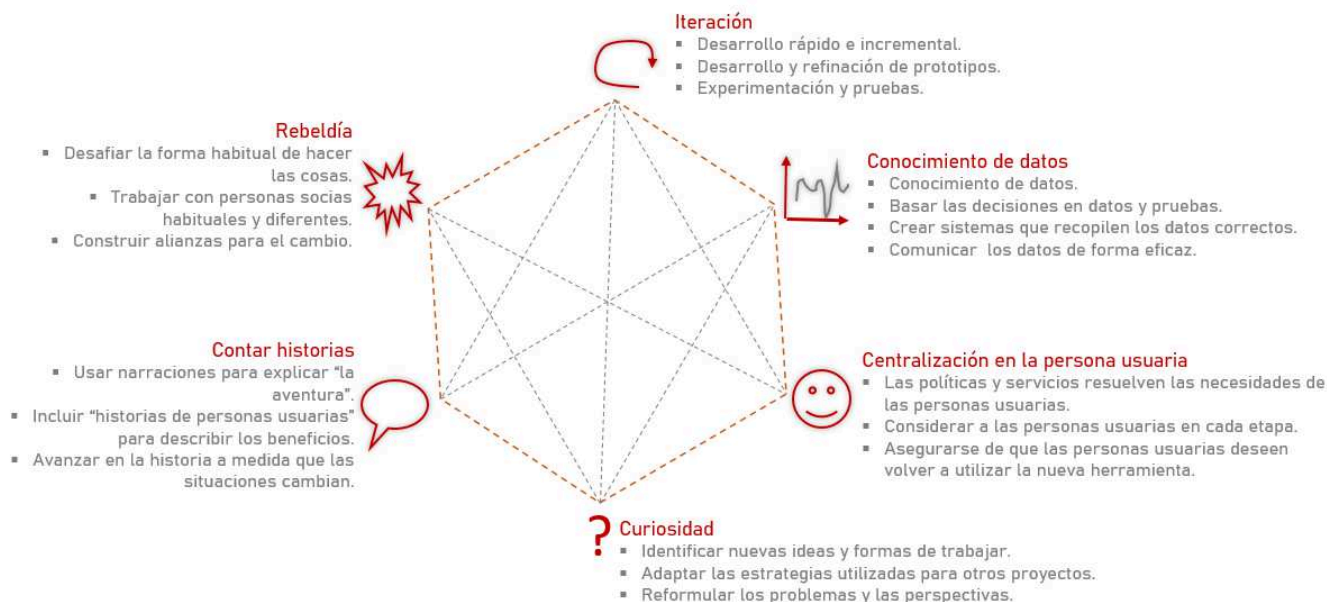 Iteración
▪ Desarrollo rápido e incremental.
▪ Desarrollo y refinación de prototipos.
▪ Experimentación y pruebas.
Rebeldía
▪ Desafiar la forma habitual de hacer
las cosas.
▪ Trabajar con personas socias
habituales y diferentes.
▪ Construir alianzas para el cambio.
Conocimiento de datos
▪ Conocimiento de datos.
▪ Basar las decisiones en datos y pruebas.
▪ Crear sistemas que recopilen los datos correctos.
▪ Comunicar los datos de forma eficaz.
Contar historias
▪ Usar narraciones para explicar “la
aventura”.
▪ Incluir “historias de personas usuarias”
para describir los beneficios.
▪ Avanzar en la historia a medida que las
situaciones cambian.
Centralización en la persona usuaria
▪ Las políticas y servicios resuelven las necesidades de
las personas usuarias.
▪ Considerar a las personas usuarias en cada etapa.
▪ Asegurarse de que las personas usuarias deseen
volver a utilizar la nueva herramienta.
? Curiosidad
▪ Identificar nuevas ideas y formas de trabajar.
▪ Adaptar las estrategias utilizadas para otros proyectos.
▪ Reformular los problemas y las perspectivas.